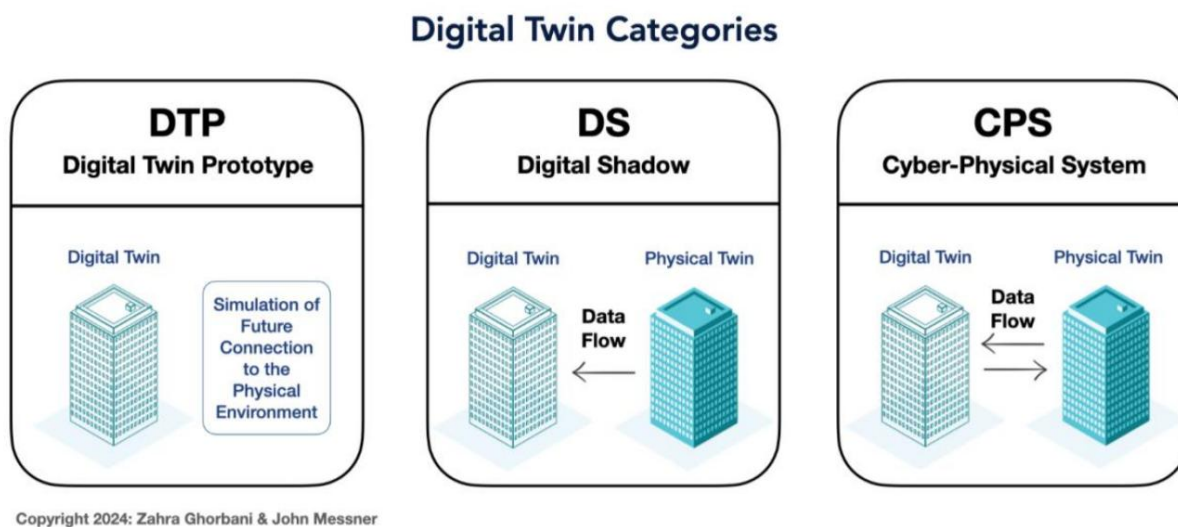 Digital Twin Categories
DTP
Digital Twin Prototype
Digital Twin
Simulation of
Future
Connection
to the
Physical
Environment
DS
Digital Shadow
Digital Twin
Physical Twin
Data
Flow
CPS
Cyber-Physical System
Digital Twin
Physical Twin
Data
Flow
Copyright 2024: Zahra Ghorbani & John Messner